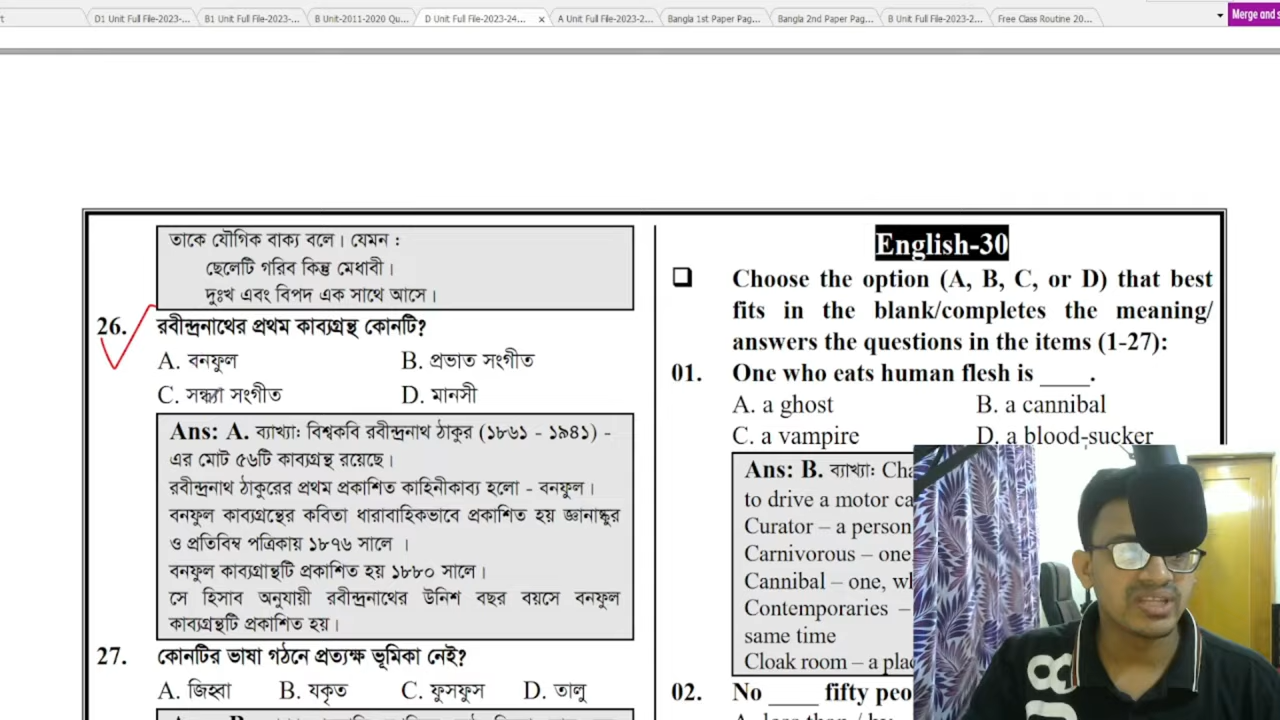 D1 Unit Full File-2023-...
B1 Unit Full File-2023-...
B Unit-2011-2020 Qu...
D Unit Full File-2023-24...
A Unit Full File-2023-2...
Bangla 1st Paper Pag...
Bangla 2nd Paper Pag...
B Unit Full File-2023-2...
Free Class Routine 20...
Merge and s
তাকে যৌগিক বাক্য বলে। যেমন :
ছেলেটি গরিব কিন্তু মেধাবী।
দুঃখ এবং বিপদ এক সাথে আসে।
26. রবীন্দ্রনাথের প্রথম কাব্যগ্রন্থ কোনটি?
A. বনফুল B. প্রভাত সংগীত
C. সন্ধ্যা সংগীত D. মানসী
Ans: A. ব্যাখ্যাঃ বিশ্বকবি রবীন্দ্রনাথ ঠাকুর (১৮৬১ - ১৯৪১) -
এর মোট ৫৬টি কাব্যগ্রন্থ রয়েছে।
রবীন্দ্রনাথ ঠাকুরের প্রথম প্রকাশিত কাহিনীকাব্য হলো - বনফুল।
বনফুল কাব্যগ্রন্থের কবিতা ধারাবাহিকভাবে প্রকাশিত হয় জ্ঞানাঙ্কুর
ও প্রতিবিম্ব পত্রিকায় ১৮৭৬ সালে ।
বনফুল কাব্যগ্রান্থটি প্রকাশিত হয় ১৮৮০ সালে।
সে হিসাব অনুযায়ী রবীন্দ্রনাথের উনিশ বছর বয়সে বনফুল
কাব্যগ্রন্থটি প্রকাশিত হয়।
27. কোনটির ভাষা গঠনে প্রত্যক্ষ ভূমিকা নেই?
A. জিহ্বা B. যকৃত C. ফুসফুস D. তালু
English-30
Choose the option (A, B, C, or D) that best
fits in the blank/completes the meaning/
answers the questions in the items (1-27):
01. One who eats human flesh is ____.
A. a ghost B. a cannibal
C. a vampire D. a blood-sucker
Ans: B. ব্যাখ্যাঃ Cha
to drive a motor ca
Curator – a person
Carnivorous – one
Cannibal – one, wh
Contemporaries –
same time
Cloak room – a plac
02. No ____ fifty peo